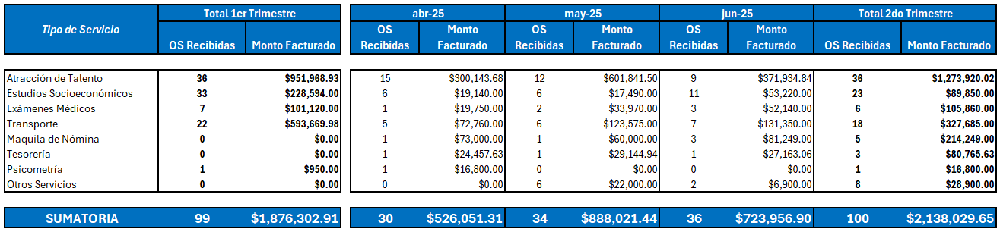 Tipo de Servicio Total 1er Trimestre abr-25 may-25 jun-25 Total 2do Trimestre
OS Recibidas Monto Facturado OS Recibidas Monto Facturado OS Recibidas Monto Facturado OS Recibidas Monto Facturado OS Recibidas Monto Facturado
Atracción de Talento 36 $951,968.93 15 $300,143.68 12 $601,841.50 9 $371,934.84 36 $1,273,920.02
Estudios Socioeconómicos 33 $228,594.00 6 $19,140.00 6 $17,490.00 11 $53,220.00 23 $89,850.00
Exámenes Médicos 7 $101,120.00 1 $19,750.00 2 $33,970.00 3 $52,140.00 6 $105,860.00
Transporte 22 $593,669.98 5 $72,760.00 6 $123,575.00 7 $131,350.00 18 $327,685.00
Maquila de Nómina 0 $0.00 1 $73,000.00 1 $60,000.00 3 $81,249.00 5 $214,249.00
Tesorería 0 $0.00 1 $24,457.63 1 $29,144.94 1 $27,163.06 3 $80,765.63
Psicometría 1 $950.00 1 $16,800.00 0 $0.00 0 $0.00 1 $16,800.00
Otros Servicios 0 $0.00 0 $0.00 6 $22,000.00 2 $6,900.00 8 $28,900.00
SUMATORIA 99 $1,876,302.91 30 $526,051.31 34 $888,021.44 36 $723,956.90 100 $2,138,029.65